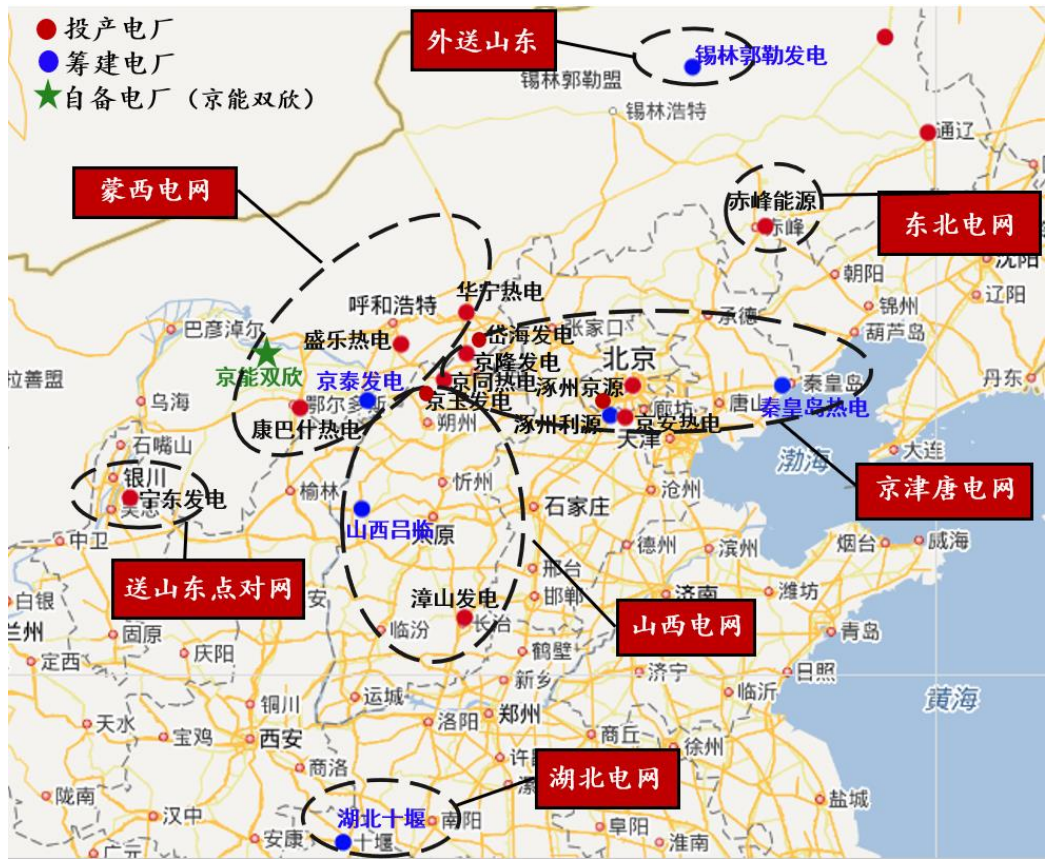 投产电厂
筹建电厂
自备电厂（京能双欣）
外送山东
锡林郭勒发电
锡林郭勒盟
锡林浩特
通辽
蒙西电网
赤峰能源
赤峰
东北电网
沈阳
朝阳
辽阳
锦州
葫芦岛
丹东
呼和浩特
华宁热电
张家口
承德
巴彦淖尔
盛乐热电
岱海发电
京隆发电
北京
拉善盟
京能双欣
京泰发电
京同热电
涿州京源
秦皇岛
乌海
鄂尔多斯
京玉发电
廊坊
唐山
秦皇岛热电
康巴什热电
朔州
涿州利源
京安热电
天津
大连
石嘴山
渤海
银川
宁东发电
吴忠
榆林
忻州
石家庄
沧州
京津唐电网
中卫
山西吕临
太原
德州
滨州
烟台
威海
送山东点对网
邢台
白银
安
漳山发电
邯郸
济南
潍坊
兰州
固原
临汾
长治
山西电网
青岛
定西
庆阳
鹤壁
济宁
日照
新乡
临沂
黄海
铜川
运城
天水
宝鸡
西安
洛阳
郑州
商丘
徐州
商洛
许昌
湖北电网
陇南
汉中
湖北十堰
南阳
漯
盐城
安康
十堰
阜阳
淮南
广元